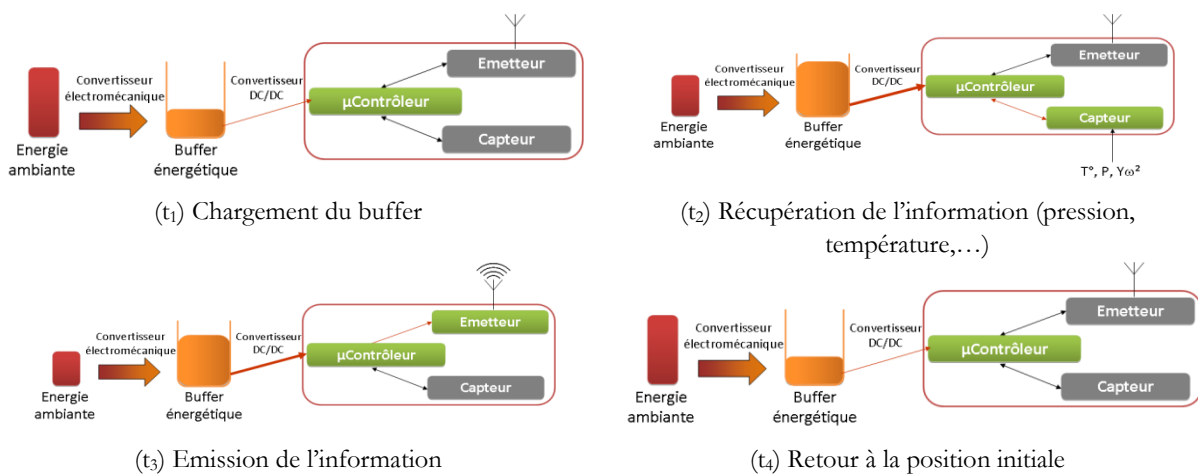 Convertisseur
électromécanique
Convertisseur
DC/DC
Emetteur
µContrôleur
Capteur
Energie
ambiante
Buffer
énergétique
(t₁) Chargement du buffer
Convertisseur
électromécanique
Convertisseur
DC/DC
Emetteur
µContrôleur
Capteur
Energie
ambiante
Buffer
énergétique
T°, P, Yω²
(t₂) Récupération de l’information (pression,
température,…)
Convertisseur
électromécanique
Convertisseur
DC/DC
Emetteur
µContrôleur
Capteur
Energie
ambiante
Buffer
énergétique
(t₃) Emission de l’information
Convertisseur
électromécanique
Convertisseur
DC/DC
Emetteur
µContrôleur
Capteur
Energie
ambiante
Buffer
énergétique
(t₄) Retour à la position initiale